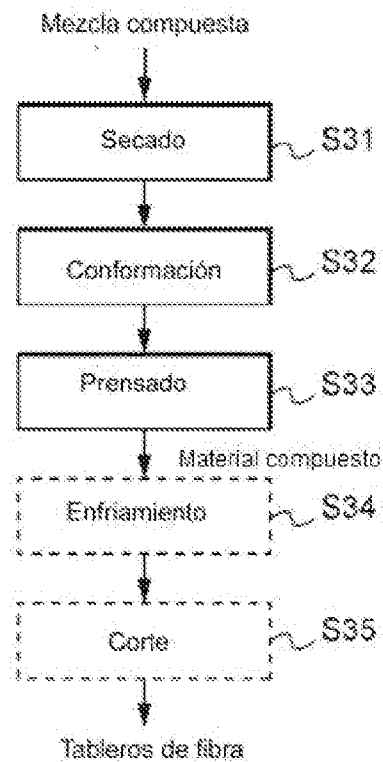 Mezcla compuesta
Secado
S31
Conformación
S32
Prensado
S33
Material compuesto
Enfriamiento
S34
Corte
S35
Tableros de fibra